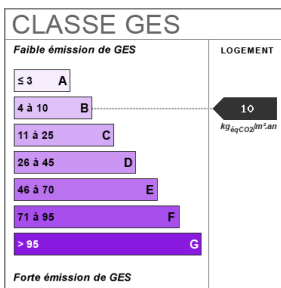 CLASSE GES
Faible émission de GES
LOGEMENT
≤ 3 A
4 à 10 B
10
kgéqCO2/m².an
11 à 25 C
26 à 45 D
46 à 70 E
71 à 95 F
> 95 G
Forte émission de GES